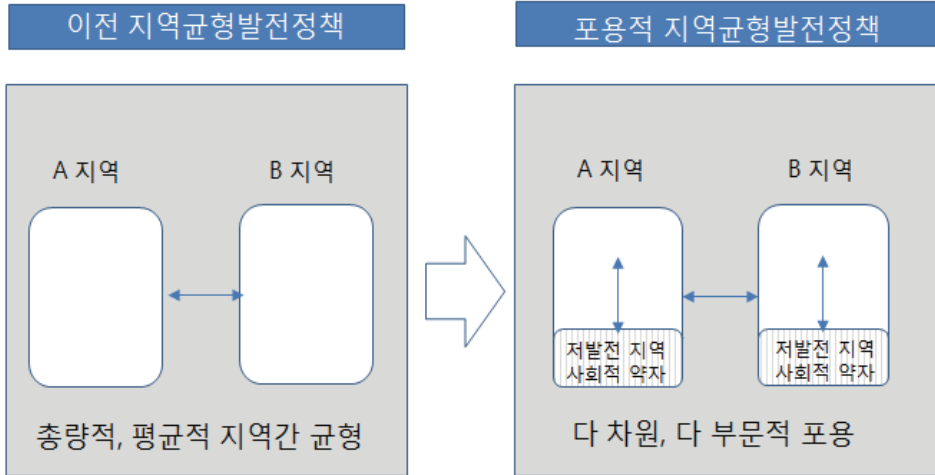 이전 지역균형발전정책
포용적 지역균형발전정책
A 지역
B 지역
총량적, 평균적 지역간 균형
A 지역
B 지역
저발전 지역
사회적 약자
저발전 지역
사회적 약자
다 차원, 다 부문적 포용